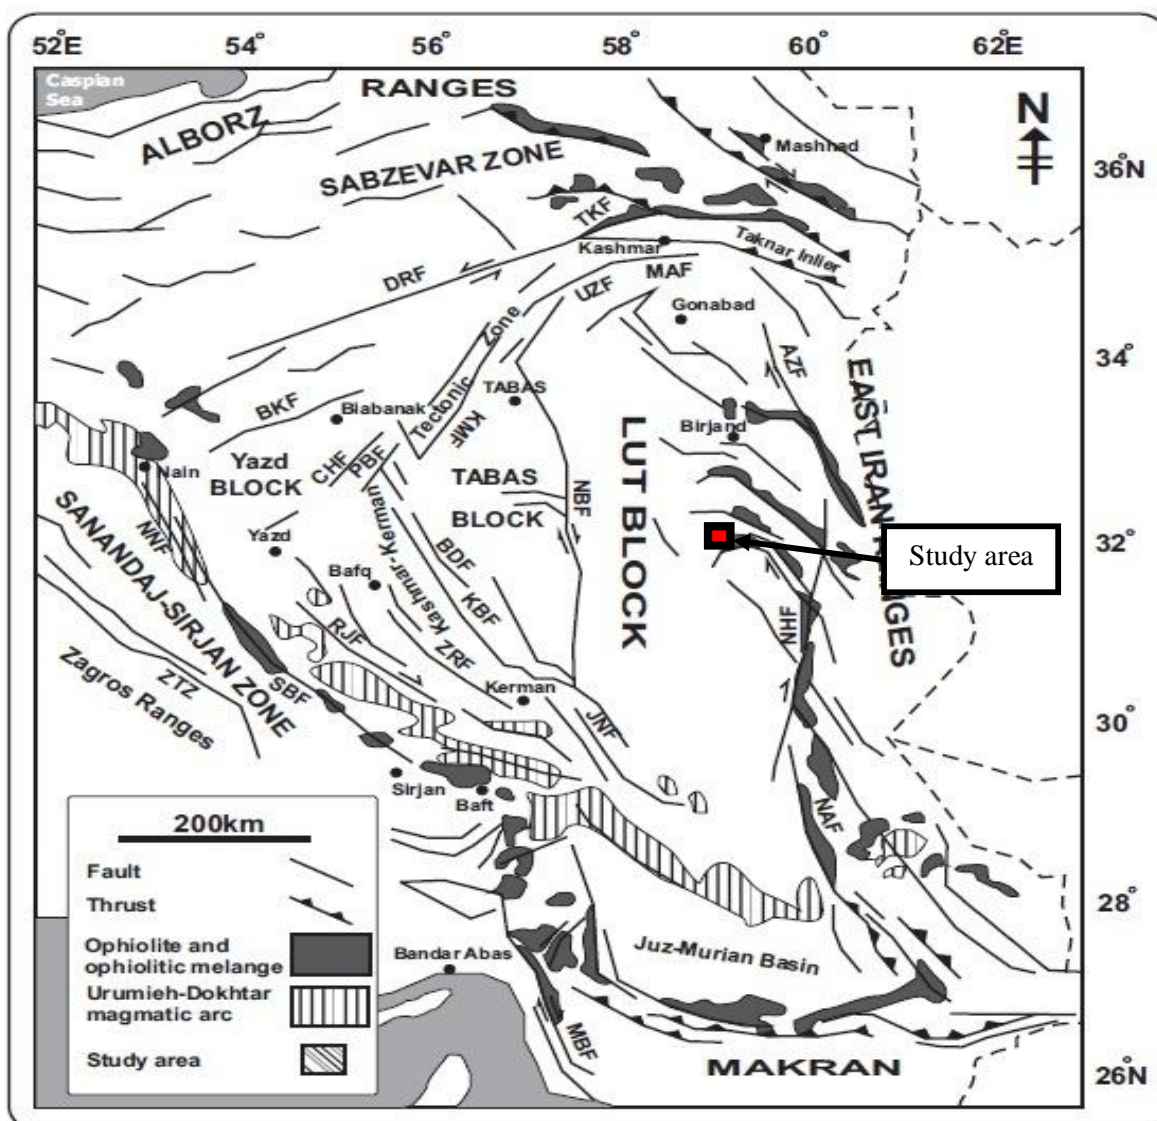 52E 54° 56° 58° 60° 62E
Caspian
Sea
RANGES
ALBORZ
N
Mashhad
SABZEVAR ZONE
36°N
TKF
Kashmar
Taknar Inlier
DRF
MAF
UZF
Gonabad
Zone
34°
AZF
EAST IRAN RANGES
Tectonic
TABAS
BKF
Biabanak
KMF
Birjand
LUT BLOCK
CHF
PBF
Yazd
BLOCK
Nain
TABAS
BLOCK
NBF
SANANDAJ-SIRJAN ZONE
NNF
Yazd
Kashmar-Kerman
BDF
32°
Study area
Bafq
KBF
RJF
ZRF
NHF
Zagros Ranges
ZTZ
SBF
Kerman
JNF
30°
Sirjan
Baft
200km
NAF
Fault
Thrust
28°
Ophiolite and
ophiolitic melange
Bandar Abas
Juz-Murian Basin
Urumieh-Dokhtar
magmatic arc
Study area
MBF
MAKRAN
26°N